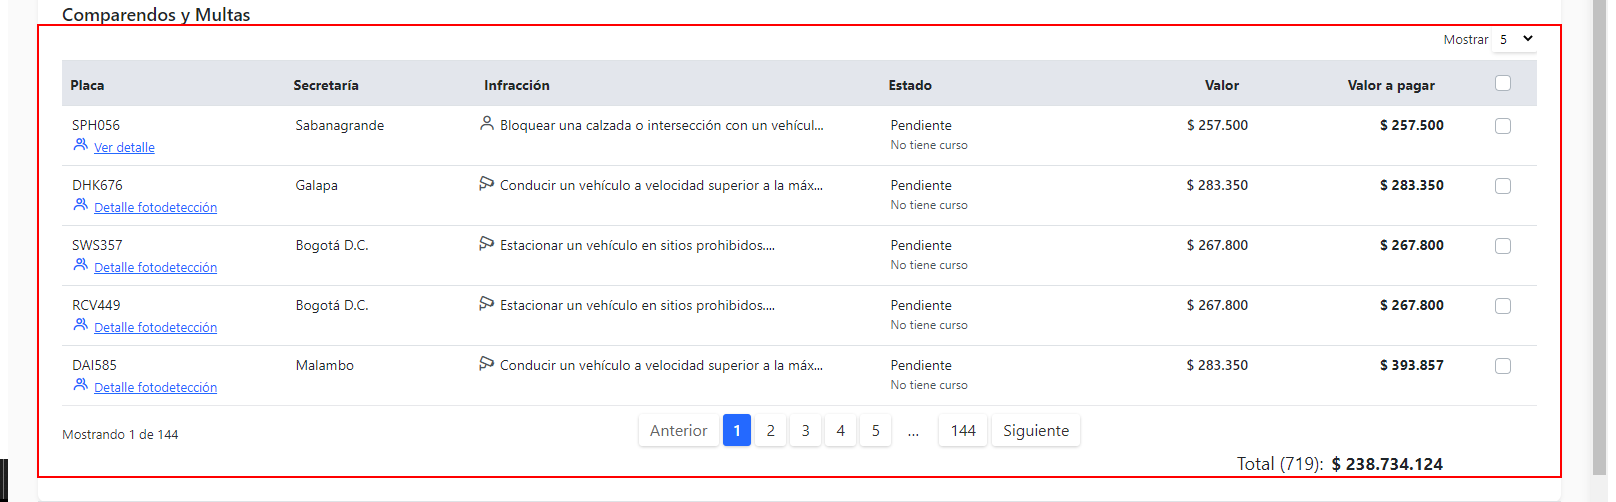 Comparendos y Multas
Mostrar 5
Placa Secretaría Infracción Estado Valor Valor a pagar
SPH056 Sabanagrande Bloquear una calzada o intersección con un vehícul... Pendiente $ 257.500 $ 257.500
Ver detalle No tiene curso
DHK676 Galapa Conducir un vehículo a velocidad superior a la máx... Pendiente $ 283.350 $ 283.350
Detalle fotodetección No tiene curso
SWS357 Bogotá D.C. Estacionar un vehículo en sitios prohibidos.... Pendiente $ 267.800 $ 267.800
Detalle fotodetección No tiene curso
RCV449 Bogotá D.C. Estacionar un vehículo en sitios prohibidos.... Pendiente $ 267.800 $ 267.800
Detalle fotodetección No tiene curso
DAI585 Malambo Conducir un vehículo a velocidad superior a la máx... Pendiente $ 283.350 $ 393.857
Detalle fotodetección No tiene curso
Mostrando 1 de 144 Anterior 1 2 3 4 5 ... 144 Siguiente
Total (719): $ 238.734.124